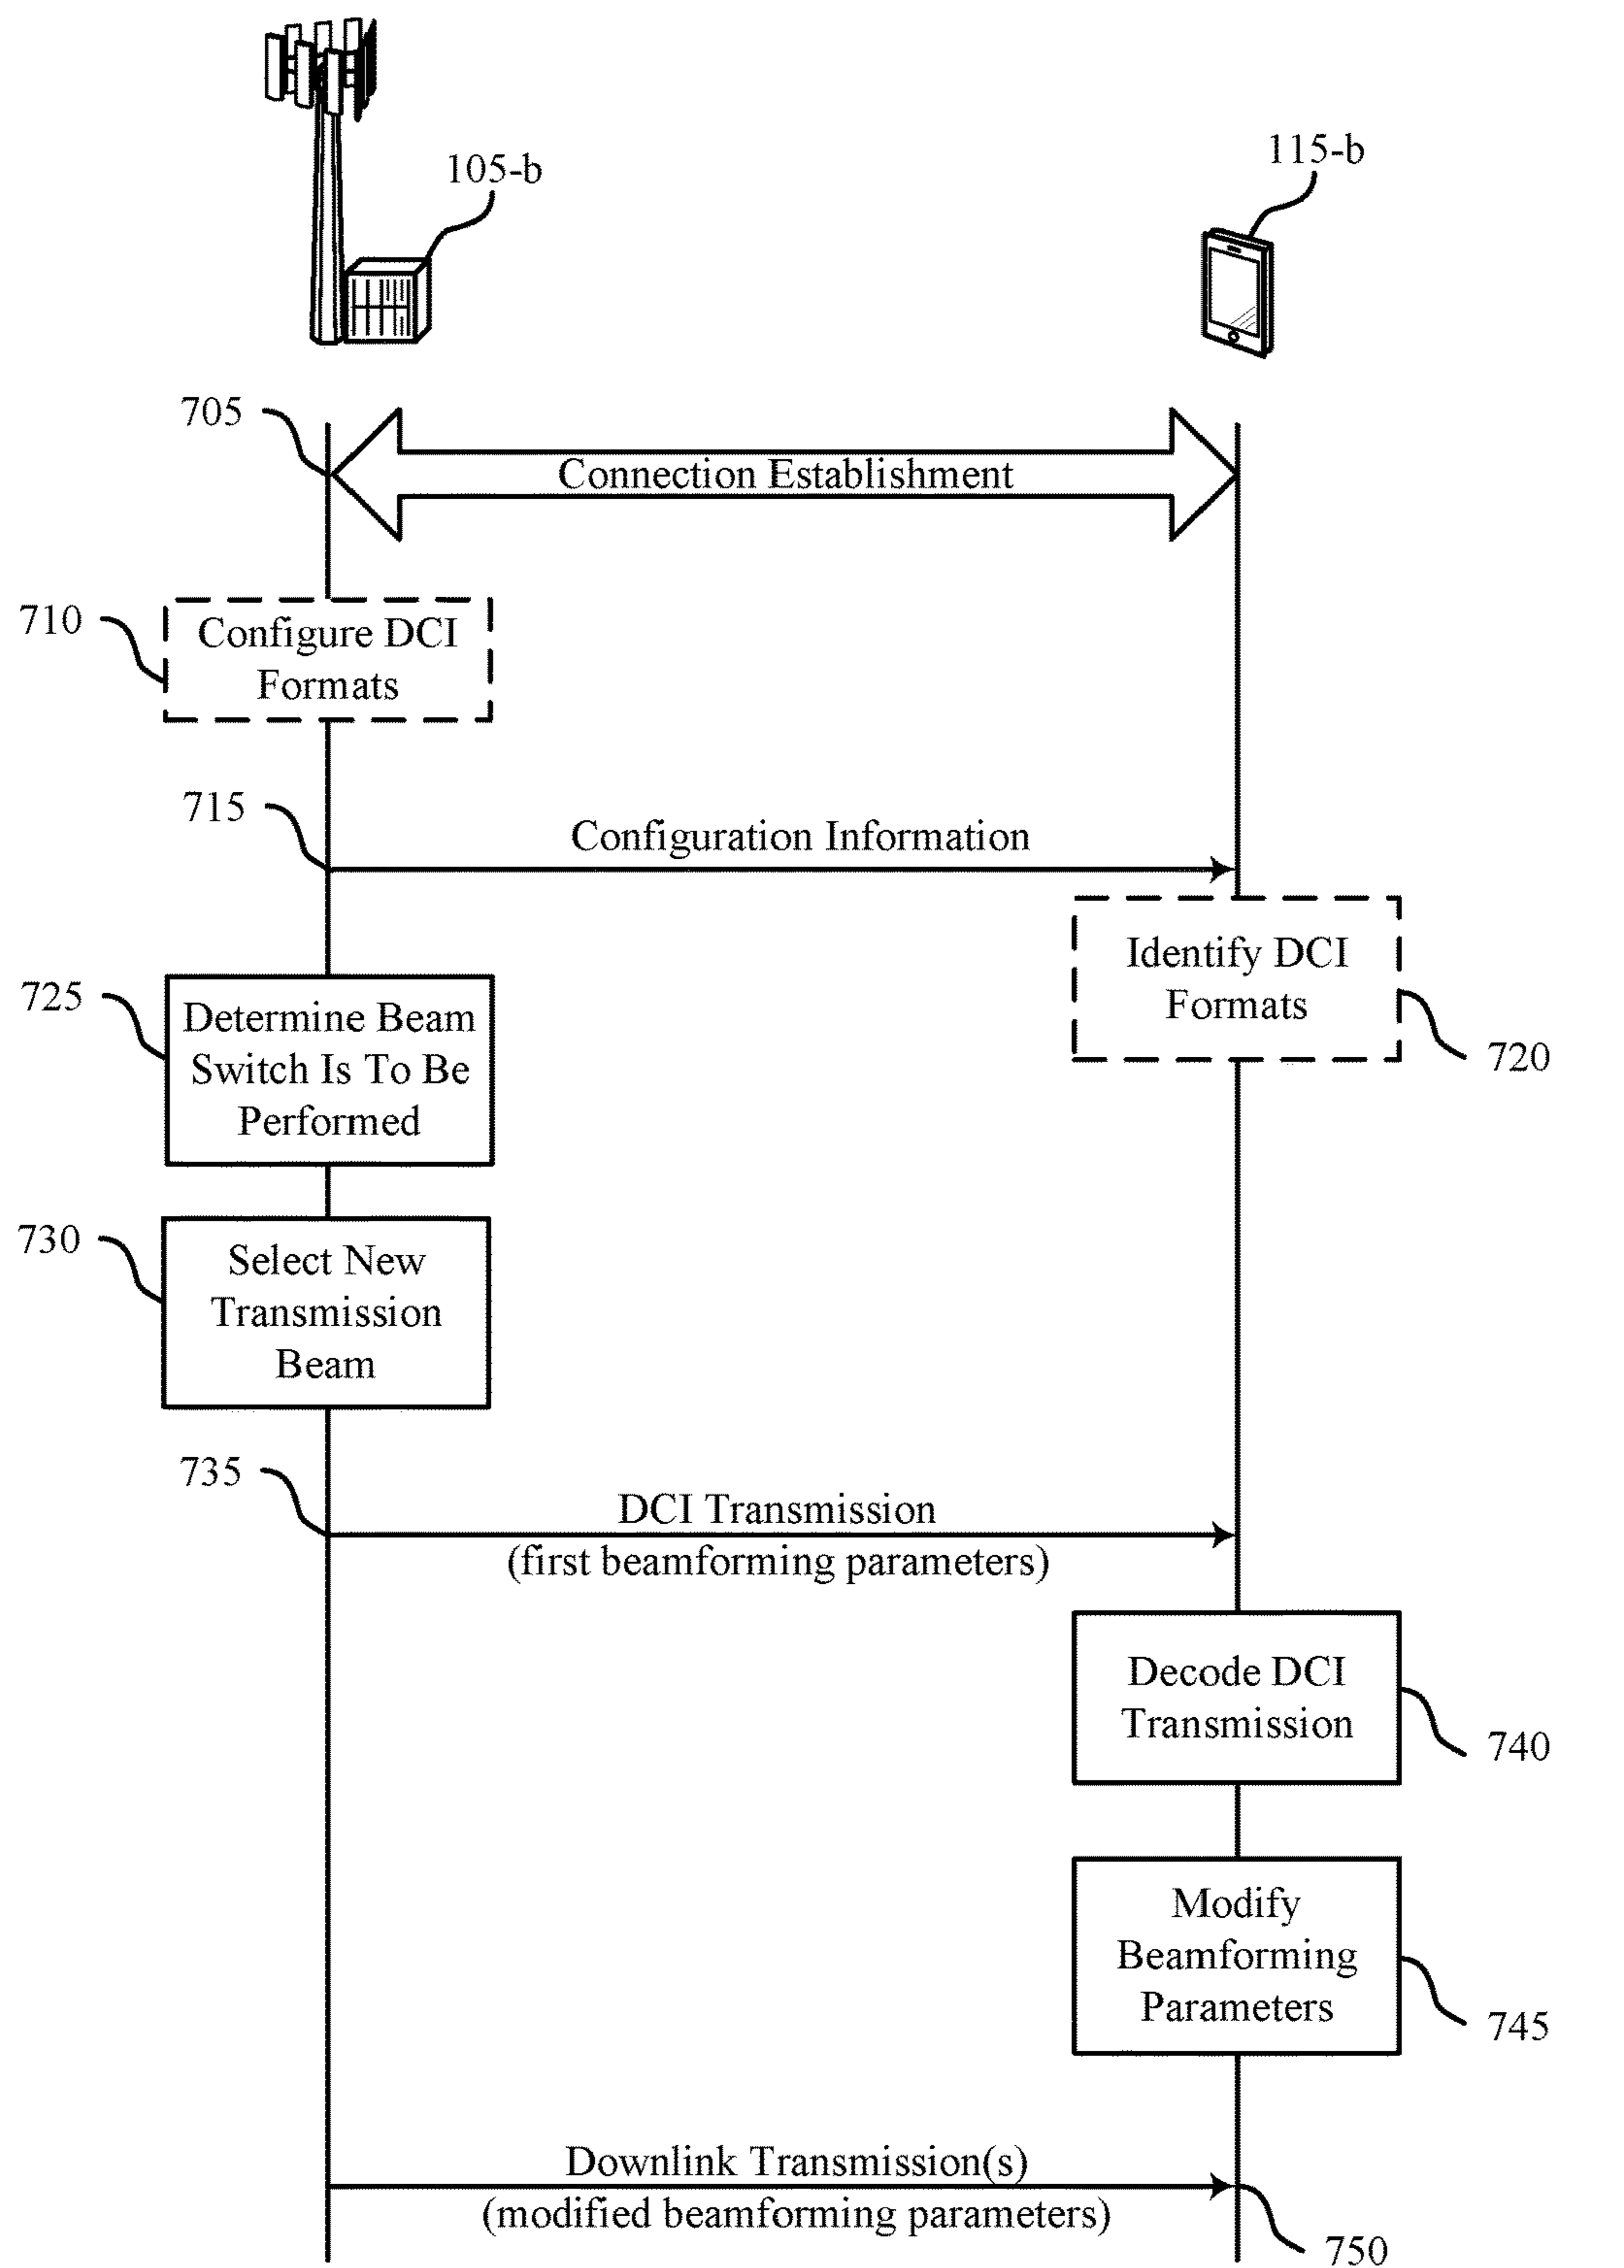 105-b
115-b
705
Connection Establishment
710
Configure DCI
Formats
715
Configuration Information
Identify DCI
Formats
720
725
Determine Beam
Switch Is To Be
Performed
730
Select New
Transmission
Beam
735
DCI Transmission
(first beamforming parameters)
Decode DCI
Transmission
740
Modify
Beamforming
Parameters
745
Downlink Transmission(s)
(modified beamforming parameters)
750